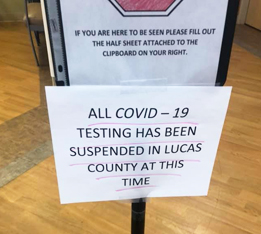 IF YOU ARE HERE TO BE SEEN PLEASE FILL OUT
THE HALF SHEET ATTACHED TO THE
CLIPBOARD ON YOUR RIGHT.
ALL COVID – 19
TESTING HAS BEEN
SUSPENDED IN LUCAS
COUNTY AT THIS
TIME